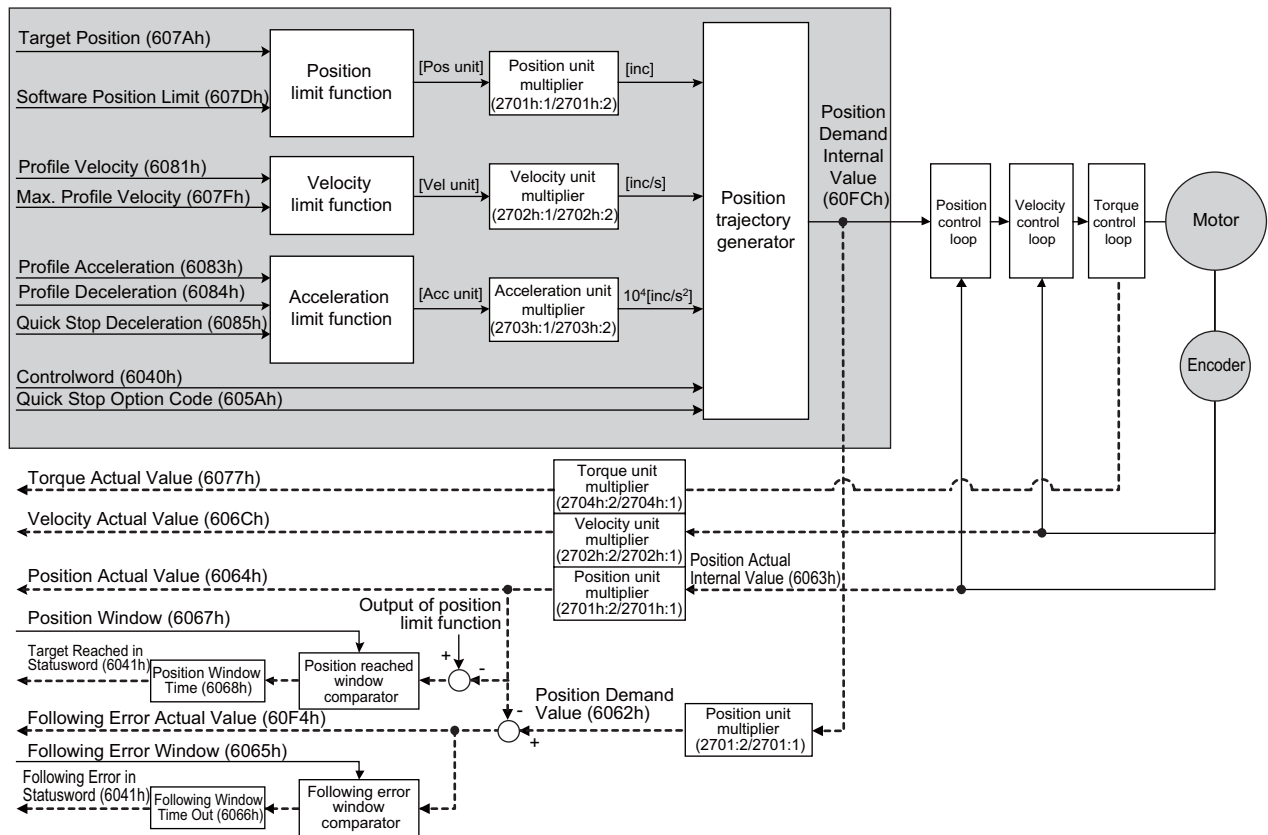 Target Position (607Ah)
Software Position Limit (607Dh)
Position
limit function
[Pos unit]
Position unit
multiplier
(2701h:1/2701h:2)
[inc]
Profile Velocity (6081h)
Max. Profile Velocity (607Fh)
Velocity
limit function
[Vel unit]
Velocity unit
multiplier
(2702h:1/2702h:2)
[inc/s]
Profile Acceleration (6083h)
Profile Deceleration (6084h)
Quick Stop Deceleration (6085h)
Acceleration
limit function
[Acc unit]
Acceleration unit
multiplier
(2703h:1/2703h:2)
10⁴[inc/s²]
Controlword (6040h)
Quick Stop Option Code (605Ah)
Position
trajectory
generator
Position
Demand
Internal
Value
(60FCh)
Position
control
loop
Velocity
control
loop
Torque
control
loop
Motor
Encoder
Torque Actual Value (6077h)
Torque unit
multiplier
(2704h:2/2704h:1)
Velocity Actual Value (606Ch)
Velocity unit
multiplier
(2702h:2/2702h:1)
Position Actual Value (6064h)
Position unit
multiplier
(2701h:2/2701h:1)
Position Actual
Internal Value (6063h)
Position Window (6067h)
Output of position
limit function
+
-
Target Reached in
Statusword (6041h)
Position Window
Time (6068h)
Position reached
window
comparator
Following Error Actual Value (60F4h)
-
+
Position Demand
Value (6062h)
Position unit
multiplier
(2701:2/2701:1)
Following Error Window (6065h)
Following Error in
Statusword (6041h)
Following Window
Time Out (6066h)
Following error
window
comparator